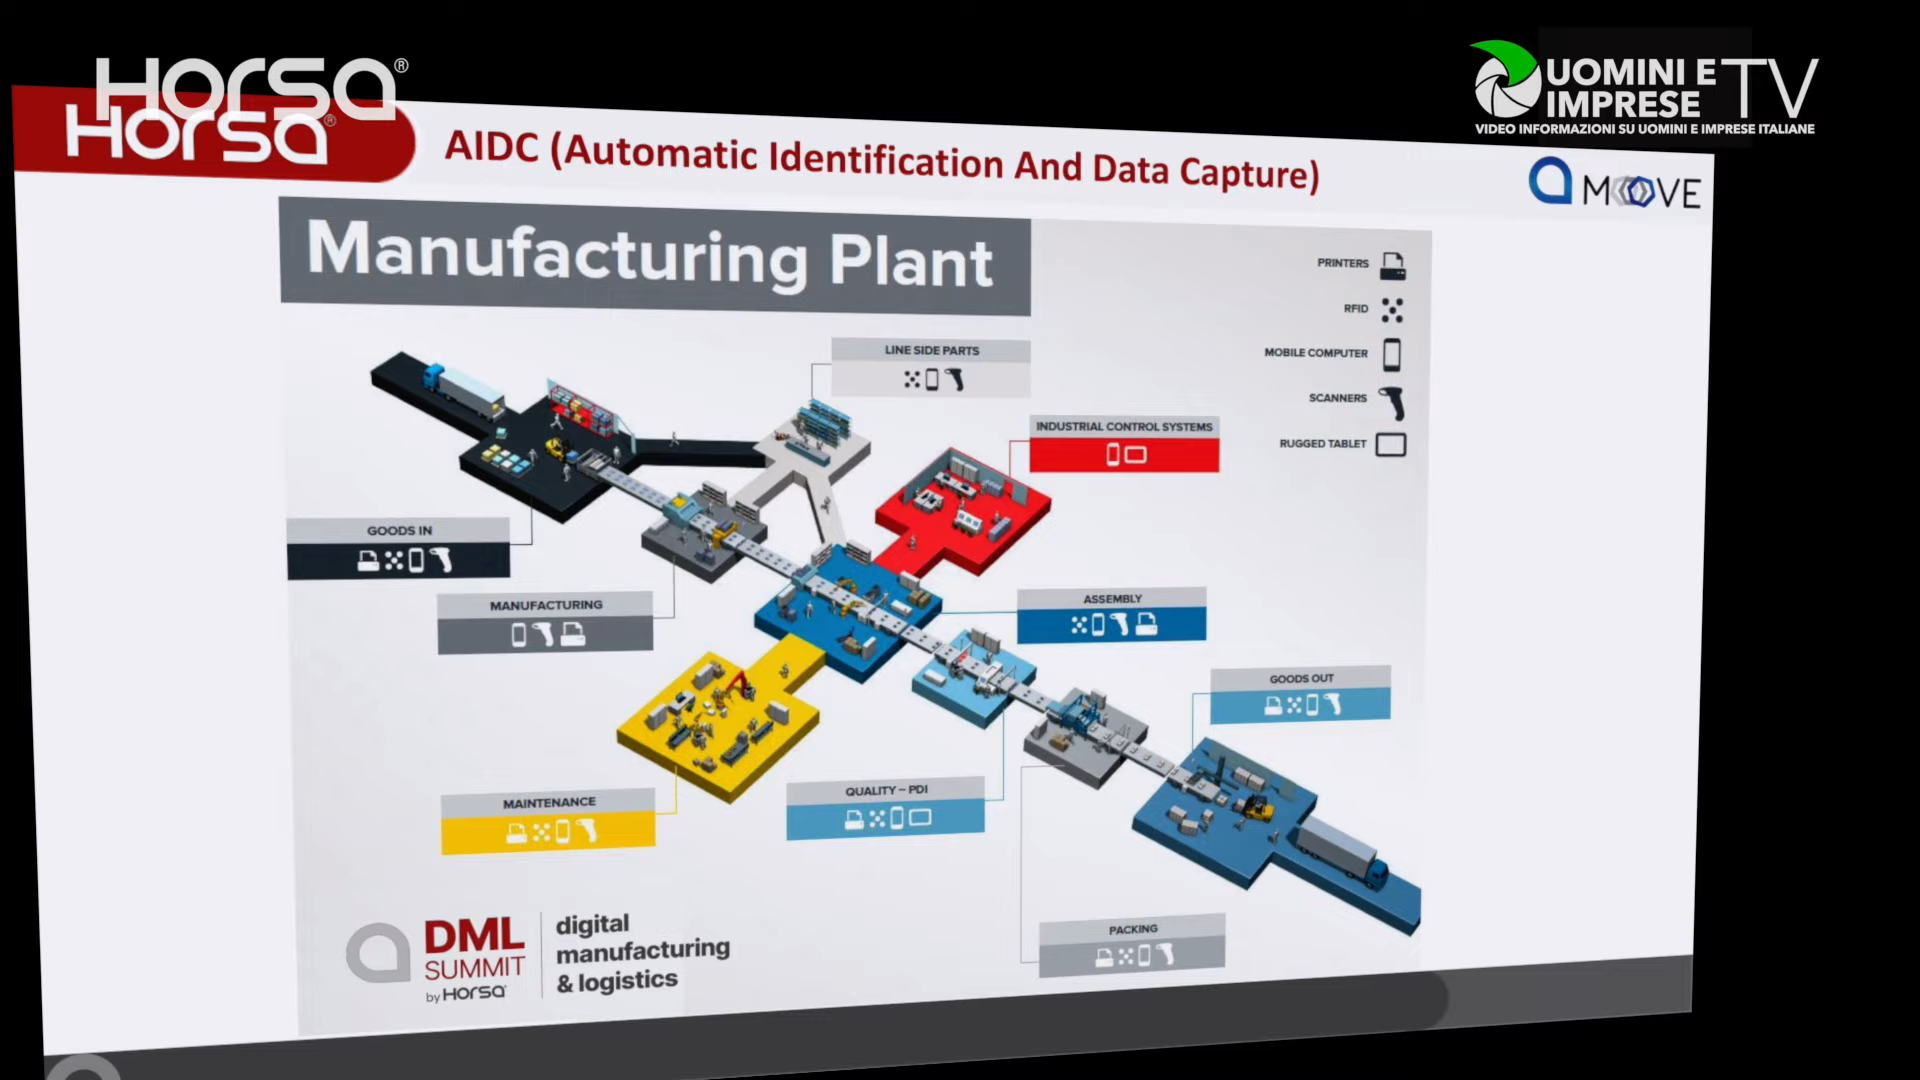 Horsa®
UOMINI E
IMPRESE TV
VIDEO INFORMAZIONI SU UOMINI E IMPRESE ITALIANE
Horsa®
AIDC (Automatic Identification And Data Capture)
MOOVE
Manufacturing Plant
PRINTERS
RFID
MOBILE COMPUTER
SCANNERS
RUGGED TABLET
LINE SIDE PARTS
INDUSTRIAL CONTROL SYSTEMS
GOODS IN
MANUFACTURING
ASSEMBLY
GOODS OUT
MAINTENANCE
QUALITY – PDI
PACKING
DML
SUMMIT
by Horsa
digital
manufacturing
& logistics